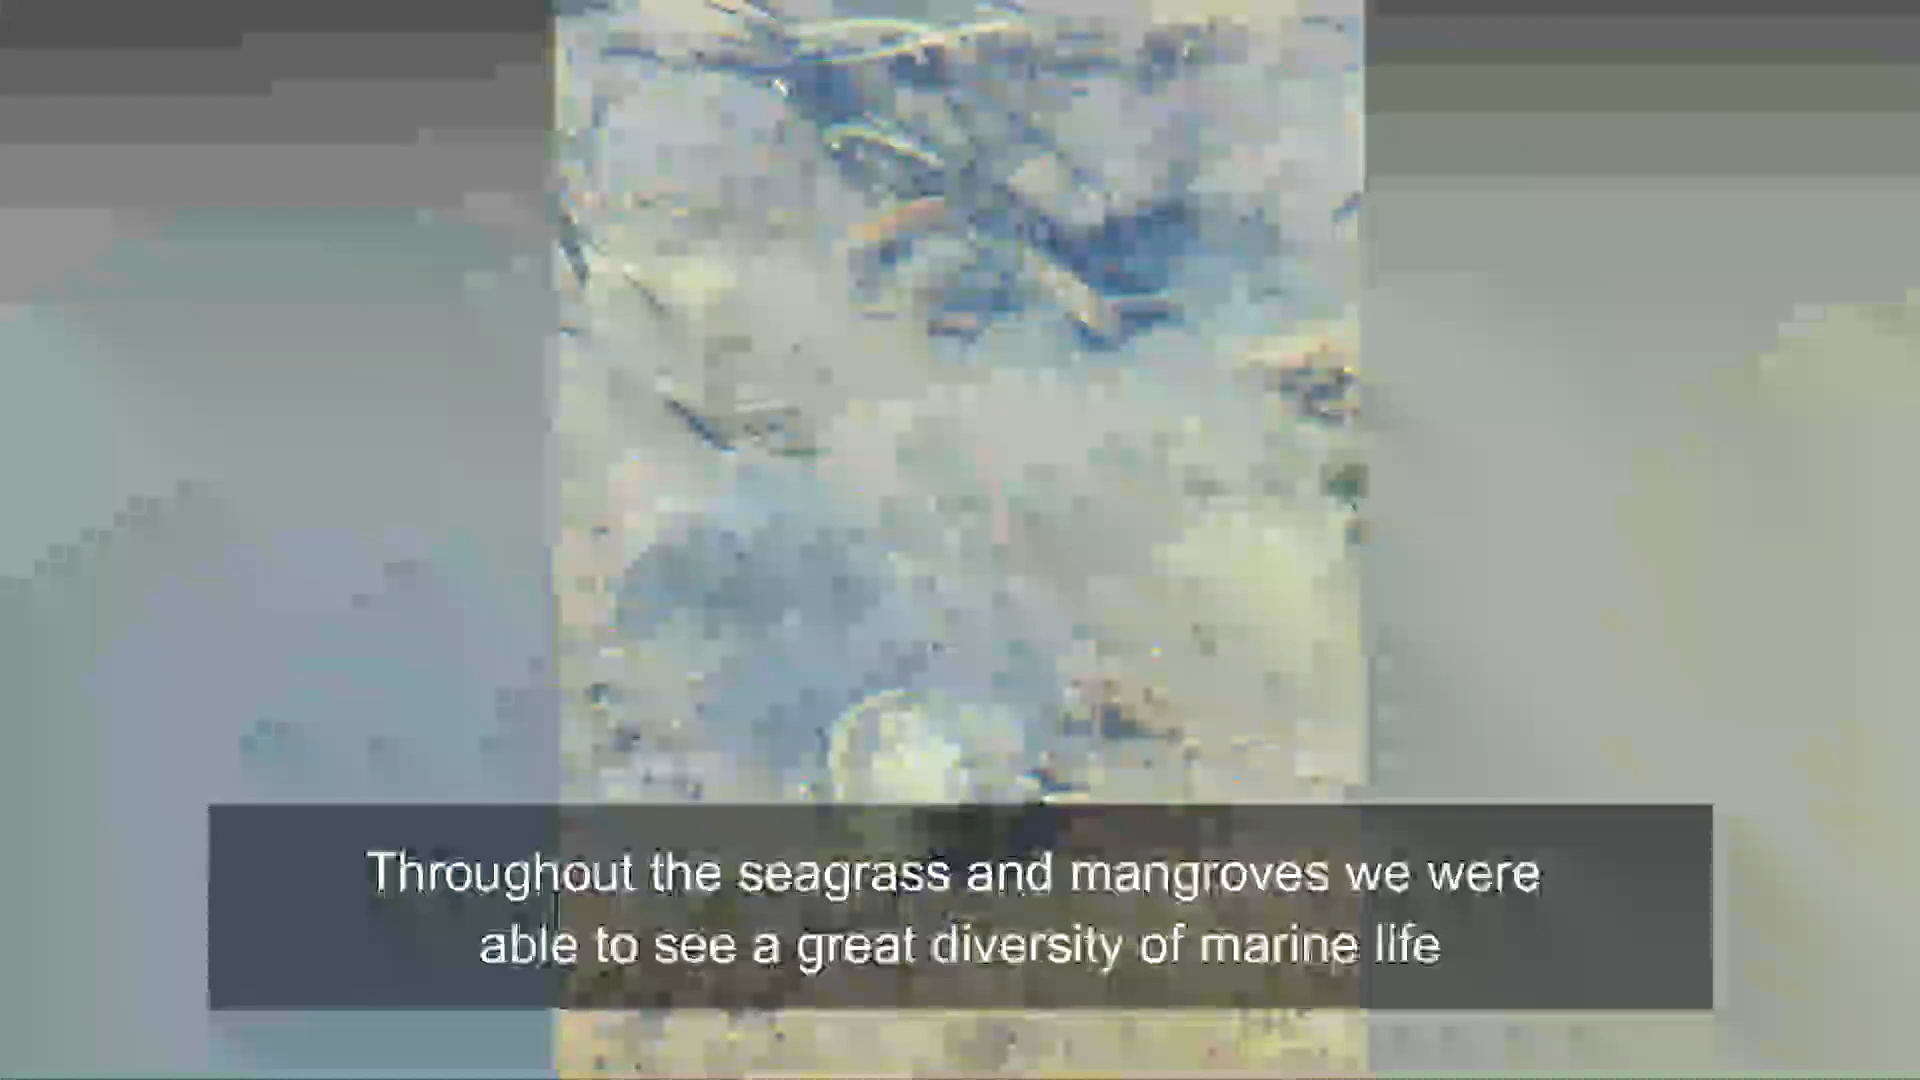 Throughout the seagrass and mangroves we were
able to see a great diversity of marine life